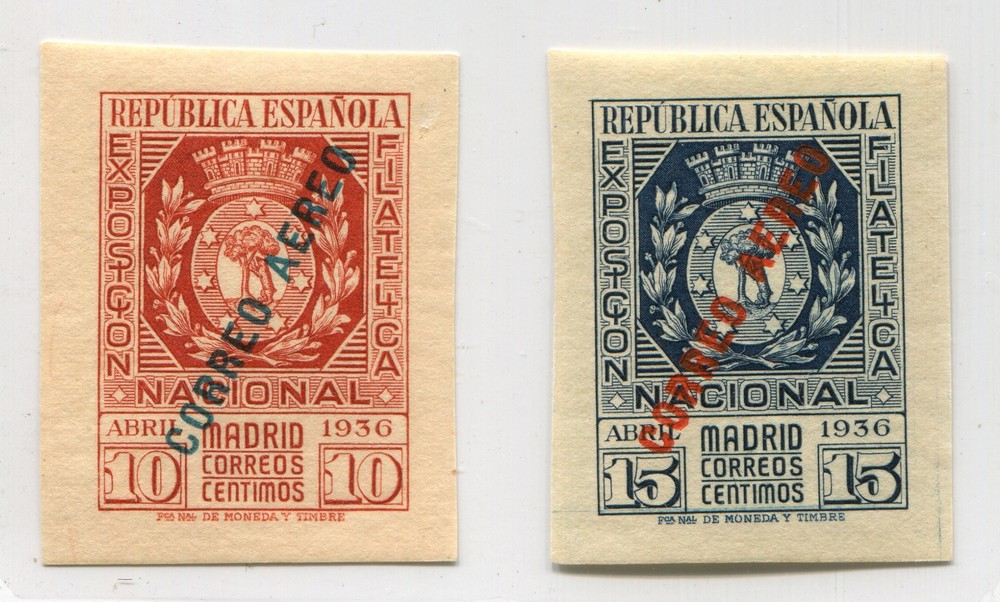 REPÚBLICA ESPAÑOLA
EXPOSICION
FILATELICA
NACIONAL
CORREO AEREO
ABRIL
MADRID
1936
10
CORREOS
10
CENTIMOS
FCA NAL DE MONEDA Y TIMBRE
REPÚBLICA ESPAÑOLA
EXPOSICION
FILATELICA
NACIONAL
CORREO AEREO
ABRIL
MADRID
1936
15
CORREOS
15
CENTIMOS
FCA NAL DE MONEDA Y TIMBRE